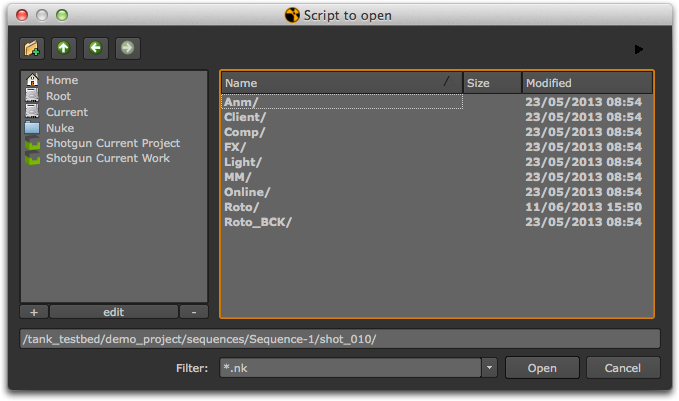 Script to open
Home
Root
Current
Nuke
Shotgun Current Project
Shotgun Current Work
+ edit -
Name / Size Modified
Anm/ 23/05/2013 08:54
Client/ 23/05/2013 08:54
Comp/ 23/05/2013 08:54
FX/ 23/05/2013 08:54
Light/ 23/05/2013 08:54
MM/ 23/05/2013 08:54
Online/ 23/05/2013 08:54
Roto/ 11/06/2013 15:50
Roto_BCK/ 23/05/2013 08:54
/tank_testbed/demo_project/sequences/Sequence-1/shot_010/
Filter: *.nk Open Cancel